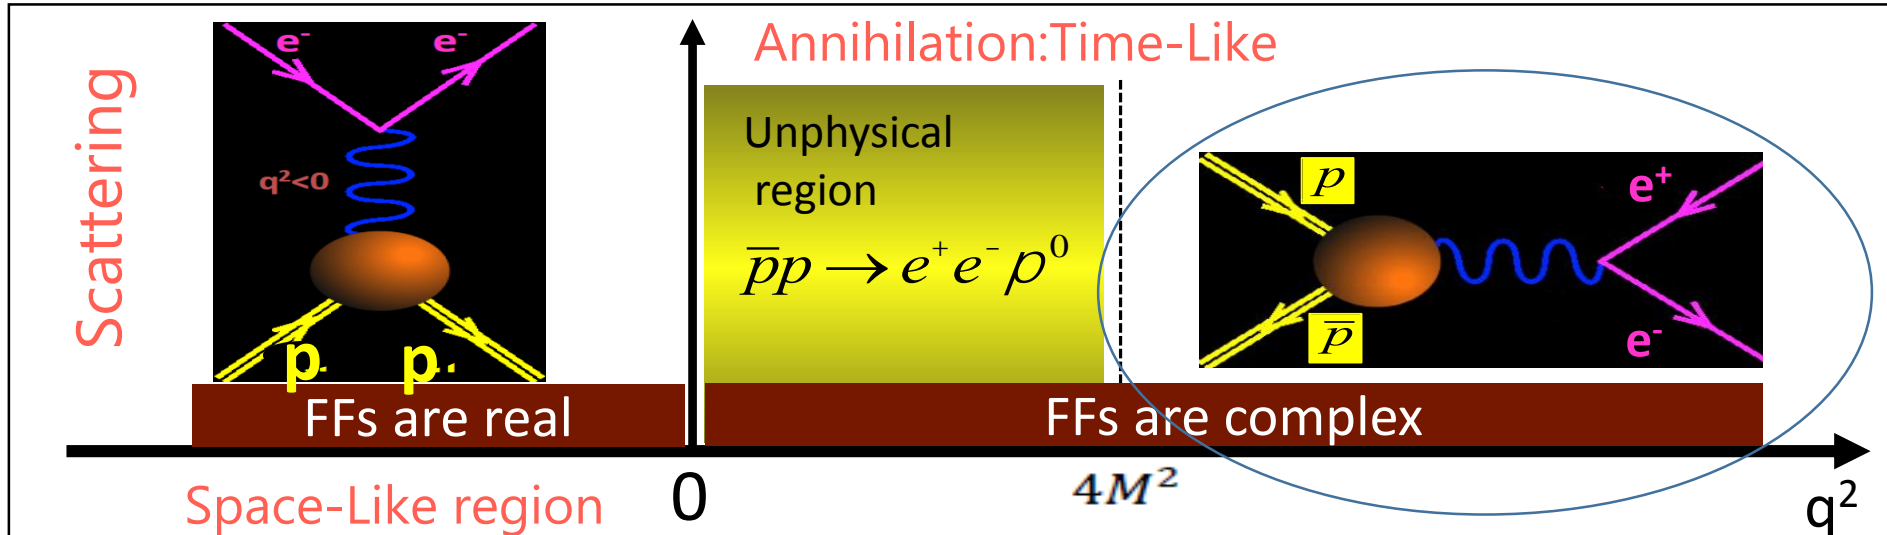 Scattering
e⁻ e⁻
q²<0
p p
FFs are real
Space-Like region
0
Annihilation:Time-Like
Unphysical
region
p̅p → e⁺ e⁻ p⁰
p
p̅
e⁺
e⁻
FFs are complex
4M²
q²